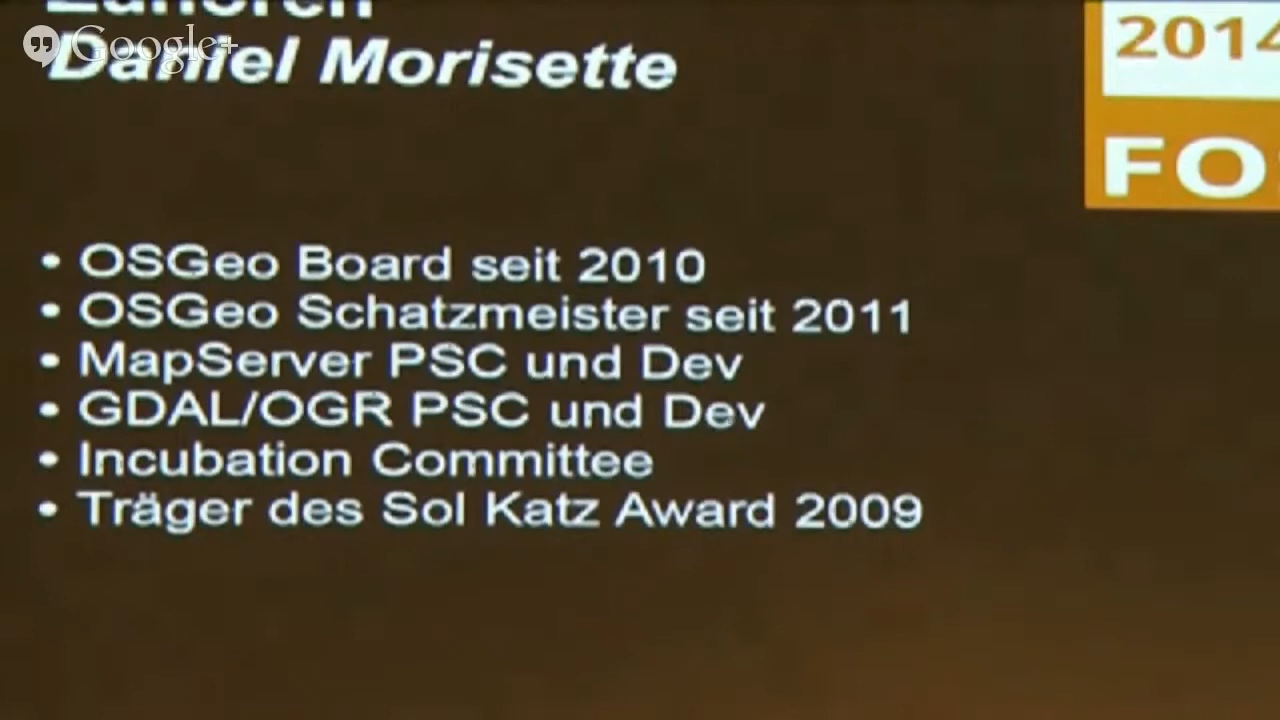 Google+
Daniel Morisette
2014
FO
• OSGeo Board seit 2010
• OSGeo Schatzmeister seit 2011
• MapServer PSC und Dev
• GDAL/OGR PSC und Dev
• Incubation Committee
• Träger des Sol Katz Award 2009